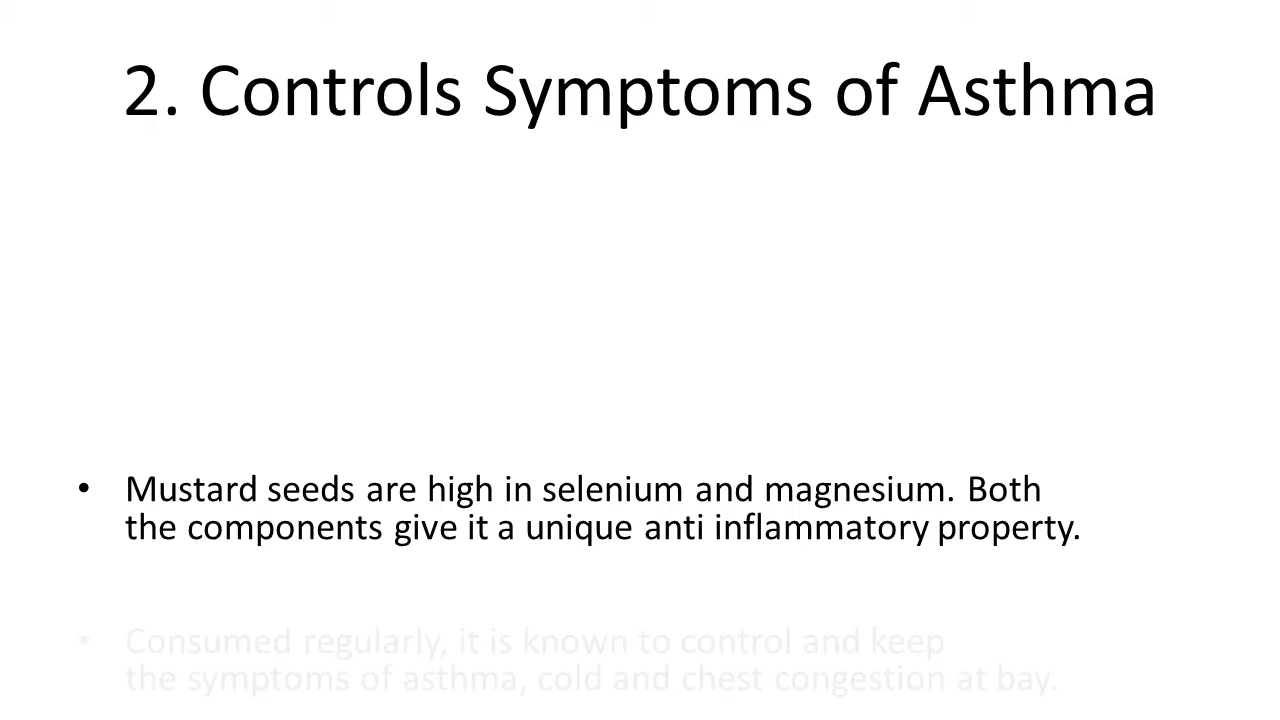 2. Controls Symptoms of Asthma
• Mustard seeds are high in selenium and magnesium. Both
the components give it a unique anti inflammatory property.
• Consumed regularly, it is known to control and keep
the symptoms of asthma, cold and chest congestion at bay.